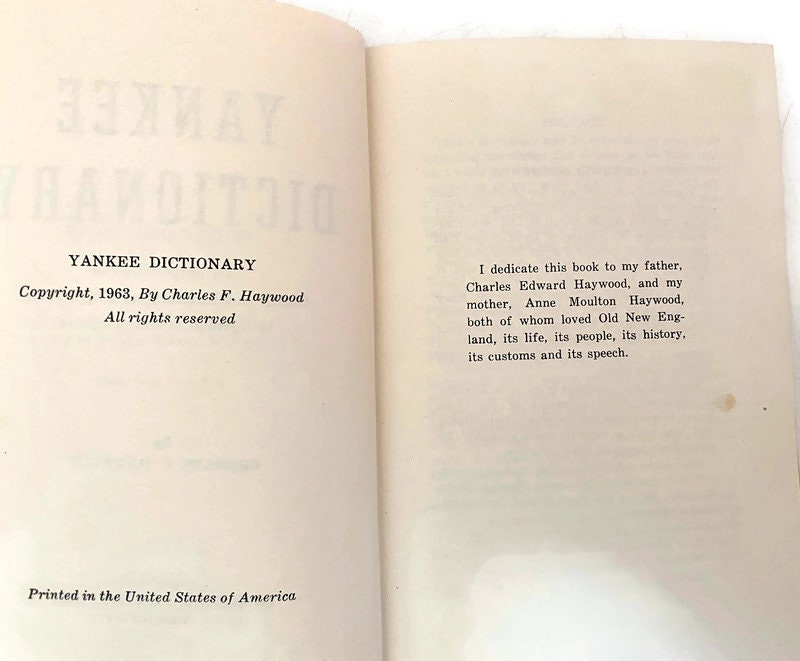 YANKEE DICTIONARY
Copyright, 1963, By Charles F. Haywood
All rights reserved
Printed in the United States of America
I dedicate this book to my father,
Charles Edward Haywood, and my
mother, Anne Moulton Haywood,
both of whom loved Old New Eng-
land, its life, its people, its history,
its customs and its speech.